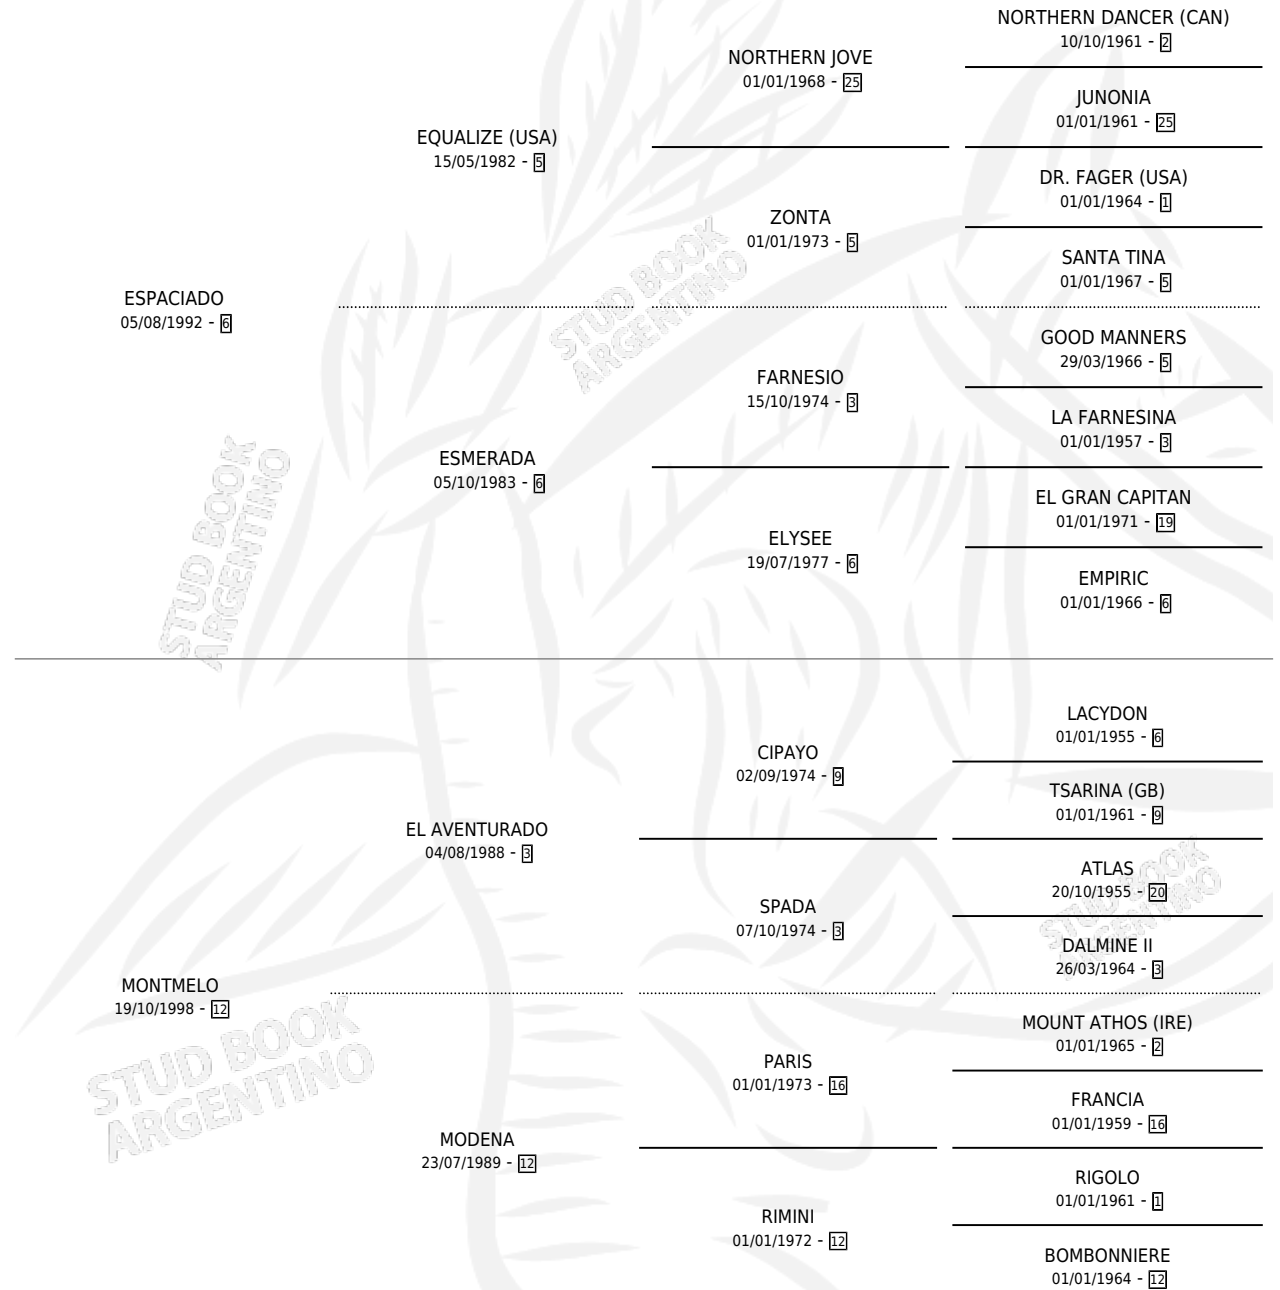 NORTHERN DANCER (CAN)
10/10/1961 - 2
NORTHERN JOVE
01/01/1968 - 25
JUNONIA
01/01/1961 - 25
EQUALIZE (USA)
15/05/1982 - 5
DR. FAGER (USA)
01/01/1964 - 1
ZONTA
01/01/1973 - 5
SANTA TINA
01/01/1967 - 5
ESPACIADO
05/08/1992 - 6
GOOD MANNERS
29/03/1966 - 5
FARNESIO
15/10/1974 - 3
LA FARNESINA
01/01/1957 - 3
ESMERADA
05/10/1983 - 6
EL GRAN CAPITAN
01/01/1971 - 19
ELYSEE
19/07/1977 - 6
EMPIRIC
01/01/1966 - 6
LACYDON
01/01/1955 - 6
CIPAYO
02/09/1974 - 9
TSARINA (GB)
01/01/1961 - 9
EL AVENTURADO
04/08/1988 - 3
ATLAS
20/10/1955 - 20
SPADA
07/10/1974 - 3
DALMINE II
26/03/1964 - 3
MONTMELO
19/10/1998 - 12
MOUNT ATHOS (IRE)
01/01/1965 - 2
PARIS
01/01/1973 - 16
FRANCIA
01/01/1959 - 16
MODENA
23/07/1989 - 12
RIGOLO
01/01/1961 - 1
RIMINI
01/01/1972 - 12
BOMBONNIERE
01/01/1964 - 12
STUD BOOK
ARGENTINO
STUD BOOK
ARGENTINO
STUD BOOK
ARGENTINO
STUD BOOK
ARGENTINO